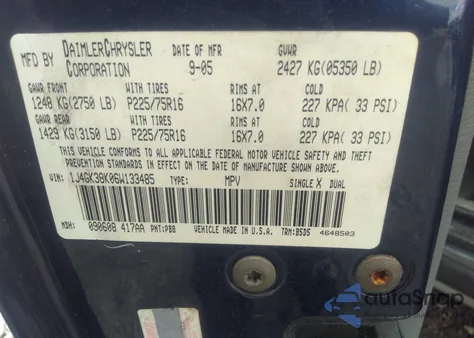 MFD BY DAIMLERCHRYSLER CORPORATION DATE OF MFR 9-05 GVWR 2427 KG(05350 LB)
GAWR FRONT WITH TIRES RIMS AT COLD
1248 KG(2750 LB) P225/75R16 16X7.0 227 KPA( 33 PSI)
GAWR REAR WITH TIRES RIMS AT COLD
1429 KG(3150 LB) P225/75R16 16X7.0 227 KPA( 33 PSI)
THIS VEHICLE CONFORMS TO ALL APPLICABLE FEDERAL MOTOR VEHICLE SAFETY AND THEFT
PREVENTION STANDARDS IN EFFECT ON THE DATE OF MANUFACTURE SHOWN ABOVE.
VIN: 1J4GK38K06W133485 TYPE: MPV SINGLE X DUAL
MDH: 090608 417AA PNT:PB8 VEHICLE MADE IN U.S.A. TRM:B5D5 4648503
autoSnap